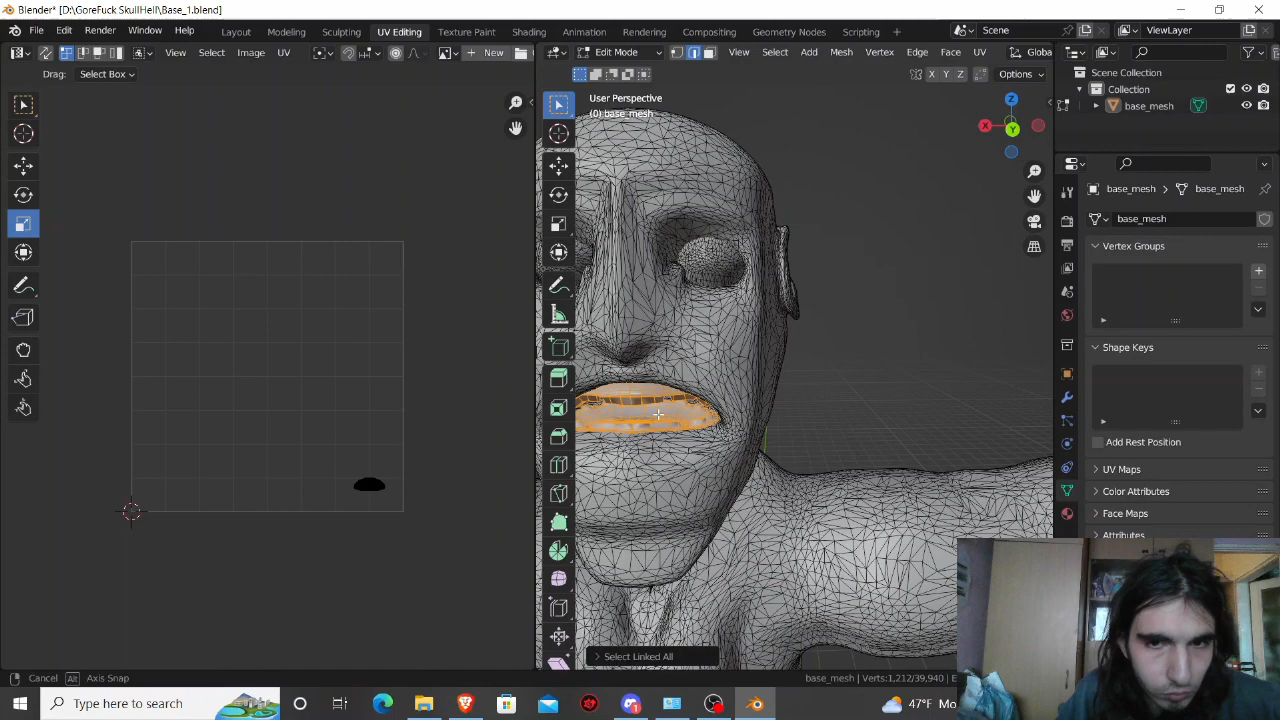 Blender* [D:\GoreFuck SkullHell\Base_1.blend]
File Edit Render Window Help
Layout Modeling Sculpting UV Editing Texture Paint Shading Animation Rendering Compositing Geometry Nodes Scripting +
Scene
ViewLayer
View Select Image UV
New
Edit Mode
View Select Add Mesh Vertex Edge Face UV
Globa
Drag: Select Box
X Y Z
Options
User Perspective
(0) base_mesh
Z
X
Y
Scene Collection
Collection
base_mesh
base_mesh > base_mesh
base_mesh
Vertex Groups
Shape Keys
Add Rest Position
UV Maps
Color Attributes
Face Maps
Attributes
Select Linked All
Cancel Alt Axis Snap
base_mesh | Verts:1,212/39,940 | E
Type here to search
47°F Mo